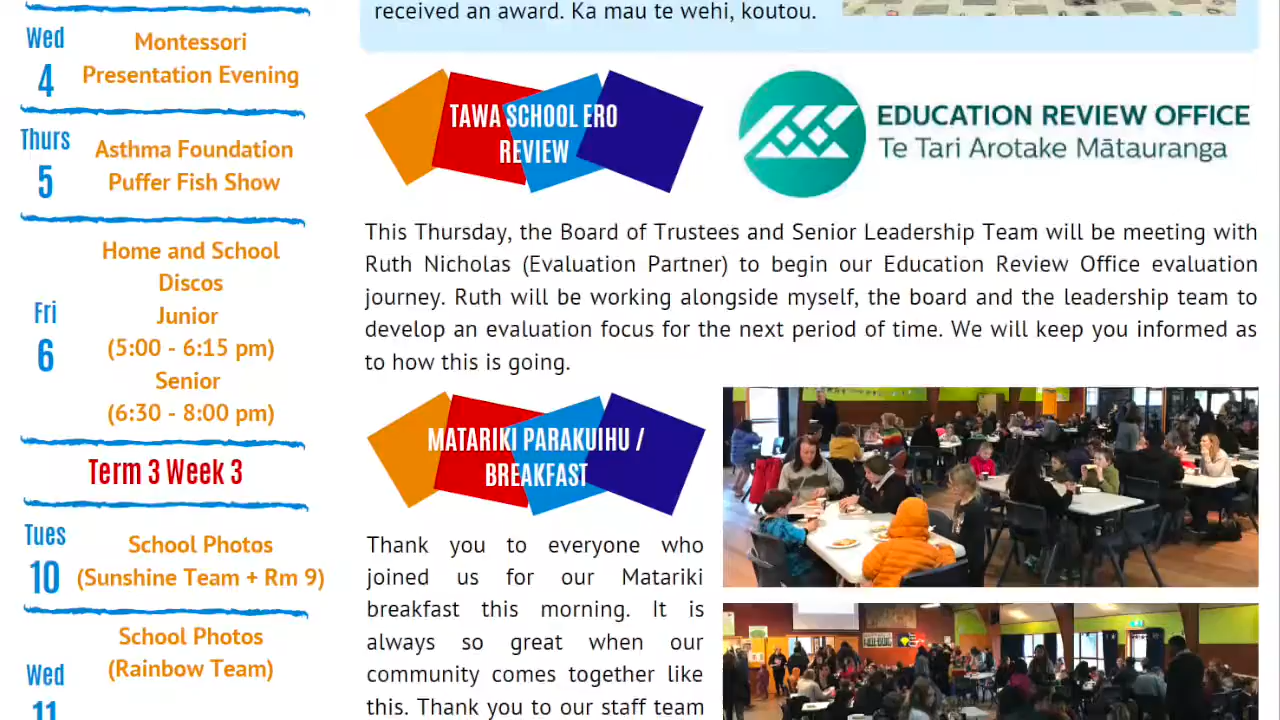 Wed
4
Montessori
Presentation Evening
Thurs
5
Asthma Foundation
Puffer Fish Show
Fri
6
Home and School
Discos
Junior
(5:00 - 6:15 pm)
Senior
(6:30 - 8:00 pm)
Term 3 Week 3
Tues
10
School Photos
(Sunshine Team + Rm 9)
Wed
11
School Photos
(Rainbow Team)
received an award. Ka mau te wehi, koutou.
TAWA SCHOOL ERO
REVIEW
EDUCATION REVIEW OFFICE
Te Tari Arotake Mātauranga
This Thursday, the Board of Trustees and Senior Leadership Team will be meeting with
Ruth Nicholas (Evaluation Partner) to begin our Education Review Office evaluation
journey. Ruth will be working alongside myself, the board and the leadership team to
develop an evaluation focus for the next period of time. We will keep you informed as
to how this is going.
MATARIKI PARAKUIHU /
BREAKFAST
Thank you to everyone who
joined us for our Matariki
breakfast this morning. It is
always so great when our
community comes together like
this. Thank you to our staff team